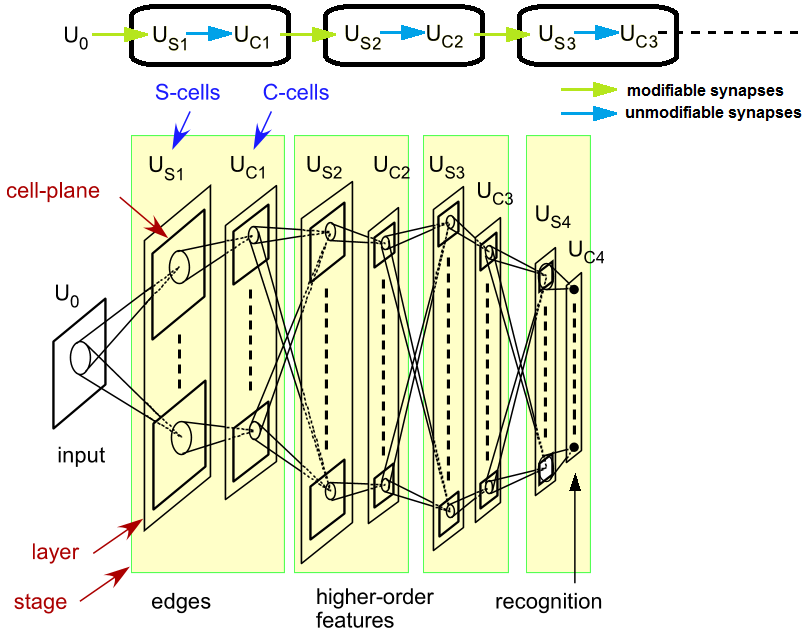 U0 US1 UC1 US2 UC2 US3 UC3
modifiable synapses
unmodifiable synapses
S-cells C-cells
US1 UC1 US2 UC2 US3
cell-plane
UC3
US4
UC4
U0
input
layer
stage
edges
higher-order
features
recognition